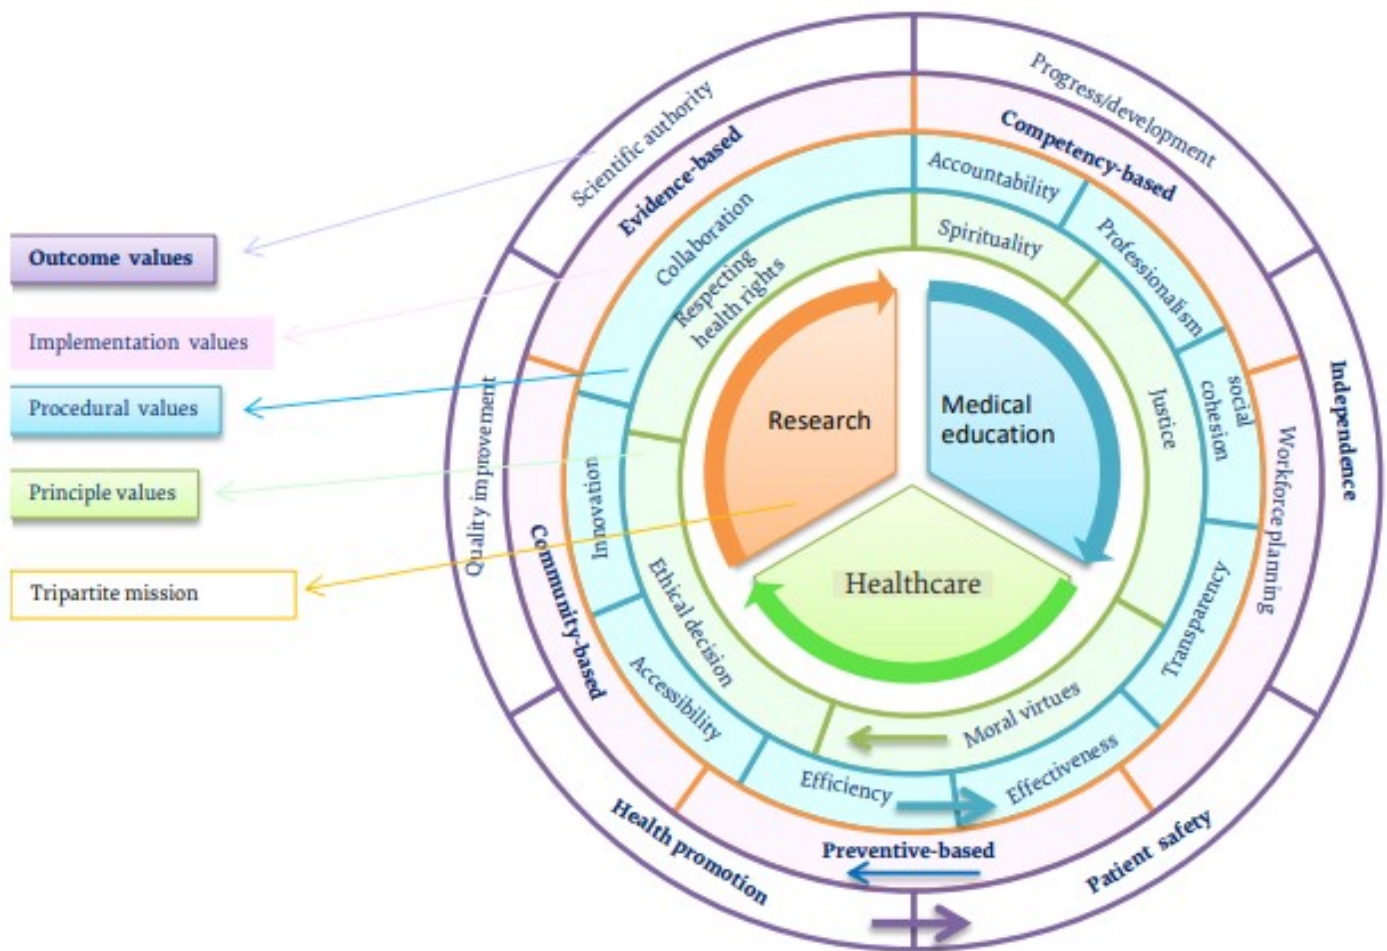 Outcome values
Implementation values
Procedural values
Principle values
Tripartite mission
Scientific authority
Progress/development
Independence
Patient safety
Health promotion
Quality improvement
Evidence-based
Competency-based
Workforce planning
Preventive-based
Community-based
Collaboration
Accountability
Professionalism
social
cohesion
Transparency
Effectiveness
Efficiency
Accessibility
Innovation
Respecting
health rights
Spirituality
Justice
Moral virtues
Ethical decision
Research
Medical
education
Healthcare